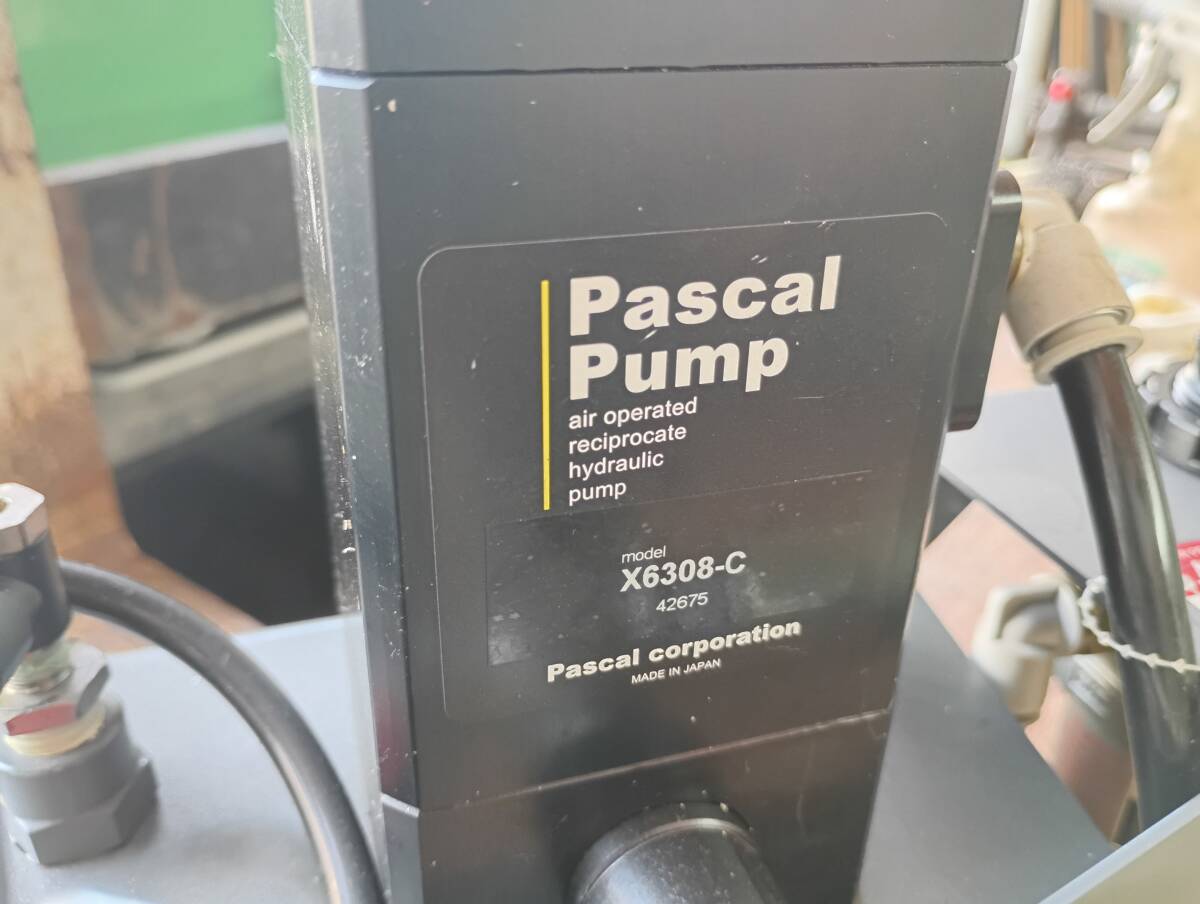 Pascal
Pump
air operated
reciprocate
hydraulic
pump
model
X6308-C
42675
Pascal corporation
MADE IN JAPAN